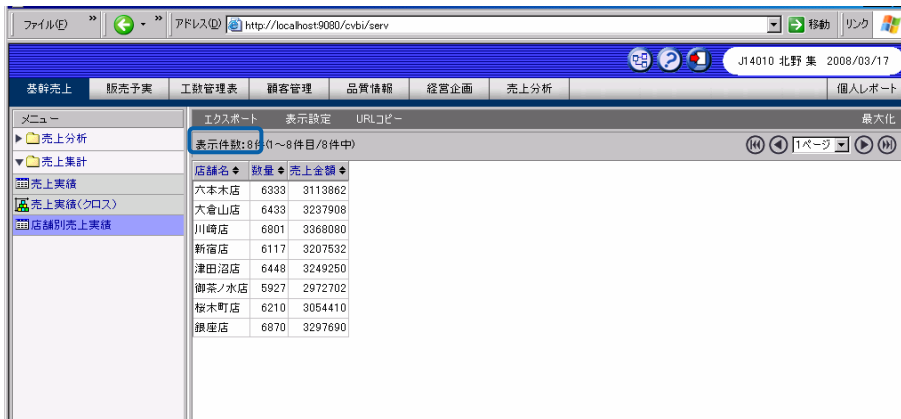 ファイル(F) » アドレス(D) http://localhost:9080/cvbi/serv 移動 リンク »
J14010 北野 集 2008/03/17
基幹売上 販売予実 工数管理表 顧客管理 品質情報 経営企画 売上分析 個人レポート
メニュー エクスポート 表示設定 URLコピー 最大化
売上分析 表示件数:8件(1～8件目/8件中) 1ページ
売上集計
売上実績
売上実績(クロス)
店舗別売上実績
店舗名 数量 売上金額
六本木店 6333 3113862
大倉山店 6433 3237908
川崎店 6801 3368080
新宿店 6117 3207532
津田沼店 6448 3249250
御茶ノ水店 5927 2972702
桜木町店 6210 3054410
銀座店 6870 3297690